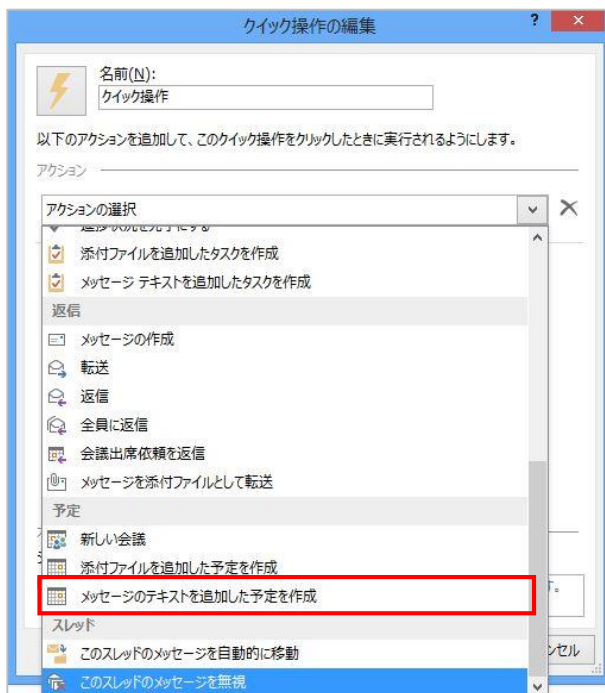 クイック操作の編集
?
名前(N):
クイック操作
以下のアクションを追加して、このクイック操作をクリックしたときに実行されるようにします。
アクション
アクションの選択
進捗状況を完了にする
添付ファイルを追加したタスクを作成
メッセージ テキストを追加したタスクを作成
返信
メッセージの作成
転送
返信
全員に返信
会議出席依頼を返信
メッセージを添付ファイルとして転送
予定
新しい会議
添付ファイルを追加した予定を作成
メッセージのテキストを追加した予定を作成
す。
スレッド
このスレッドのメッセージを自動的に移動
ンセル
このスレッドのメッセージを無視